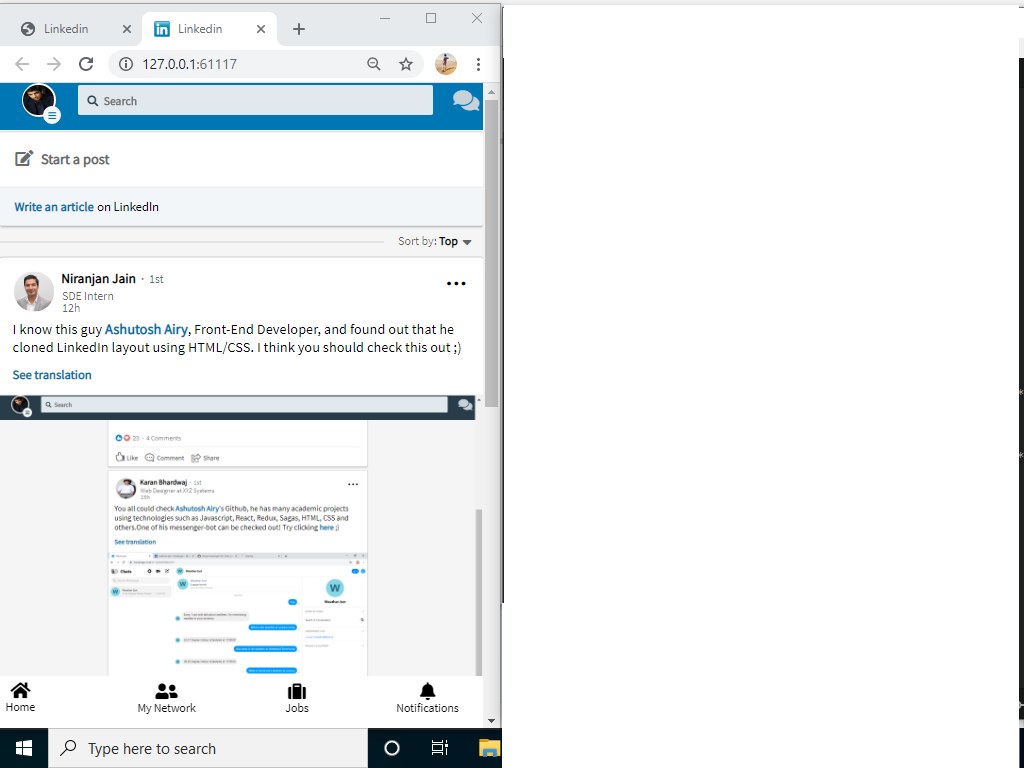 Linkedin
Linkedin
127.0.0.1:61117
Search
Start a post
Write an article on LinkedIn
Sort by: Top
Niranjan Jain · 1st
SDE Intern
12h
I know this guy Ashutosh Airy, Front-End Developer, and found out that he
cloned LinkedIn layout using HTML/CSS. I think you should check this out ;)
See translation
Search
23 · 4 Comments
Like Comment Share
Karan Bhardwaj · 1st
Web Designer at XYZ Systems
You all could check Ashutosh Airy's Github, he has many academic projects
using technologies such as Javascript, React, Redux, Sagas, HTML, CSS and
others.One of his messenger-bot can be checked out! Try clicking here ;)
See translation
Chats
W
W
W
Home
My Network
Jobs
Notifications
Type here to search